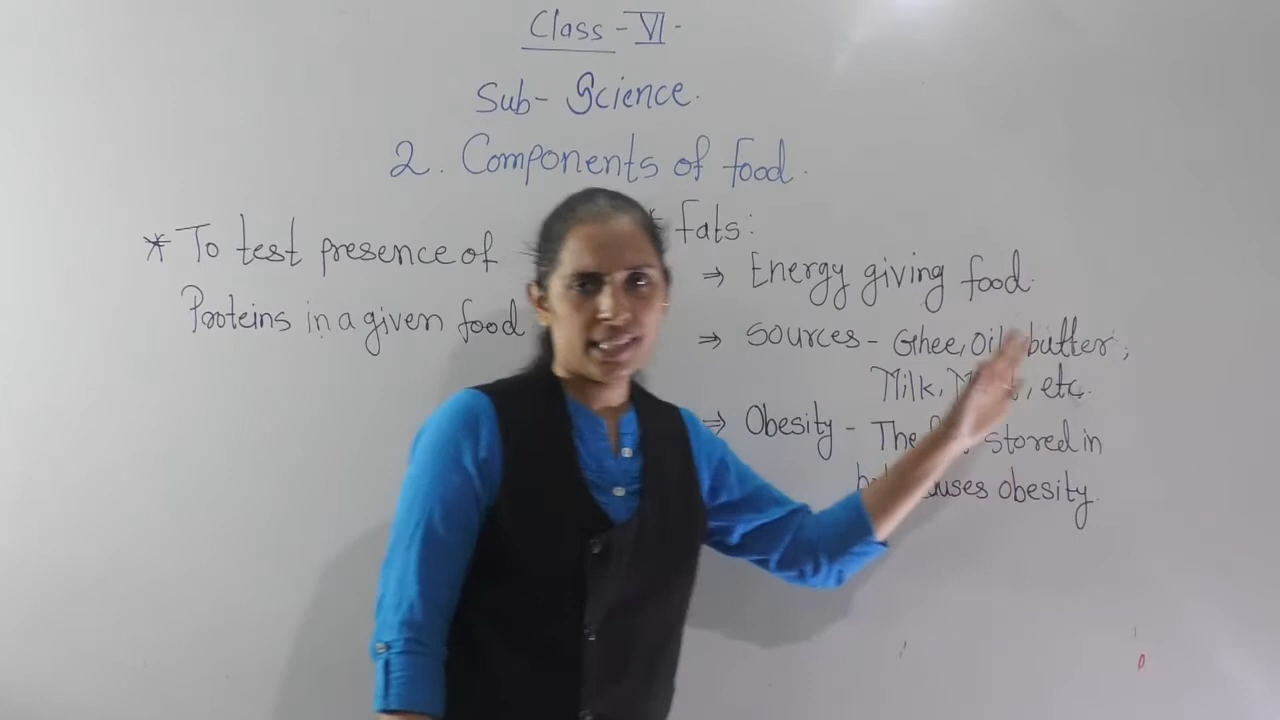 Class - VI
Sub - Science.
2. Components of food.
* To test presence of
Proteins in a given food
* Fats:
⇒ Energy giving food.
⇒ Sources - Ghee, Oil, butter,
Milk, etc.
⇒ Obesity - The stored in
obesity.